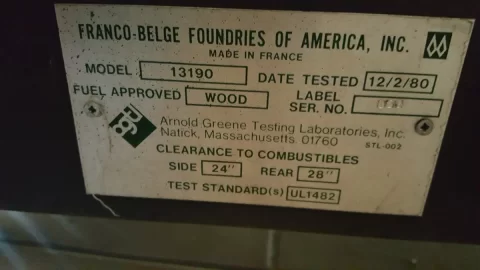 FRANCO-BELGE FOUNDRIES OF AMERICA, INC.
MADE IN FRANCE
MODEL 13190 DATE TESTED 12/2/80
FUEL APPROVED WOOD LABEL SER. NO.
Arnold Greene Testing Laboratories, Inc.
Natick, Massachusetts 01760 STL-002
CLEARANCE TO COMBUSTIBLES
SIDE 24" REAR 28"
TEST STANDARD(s) UL1482